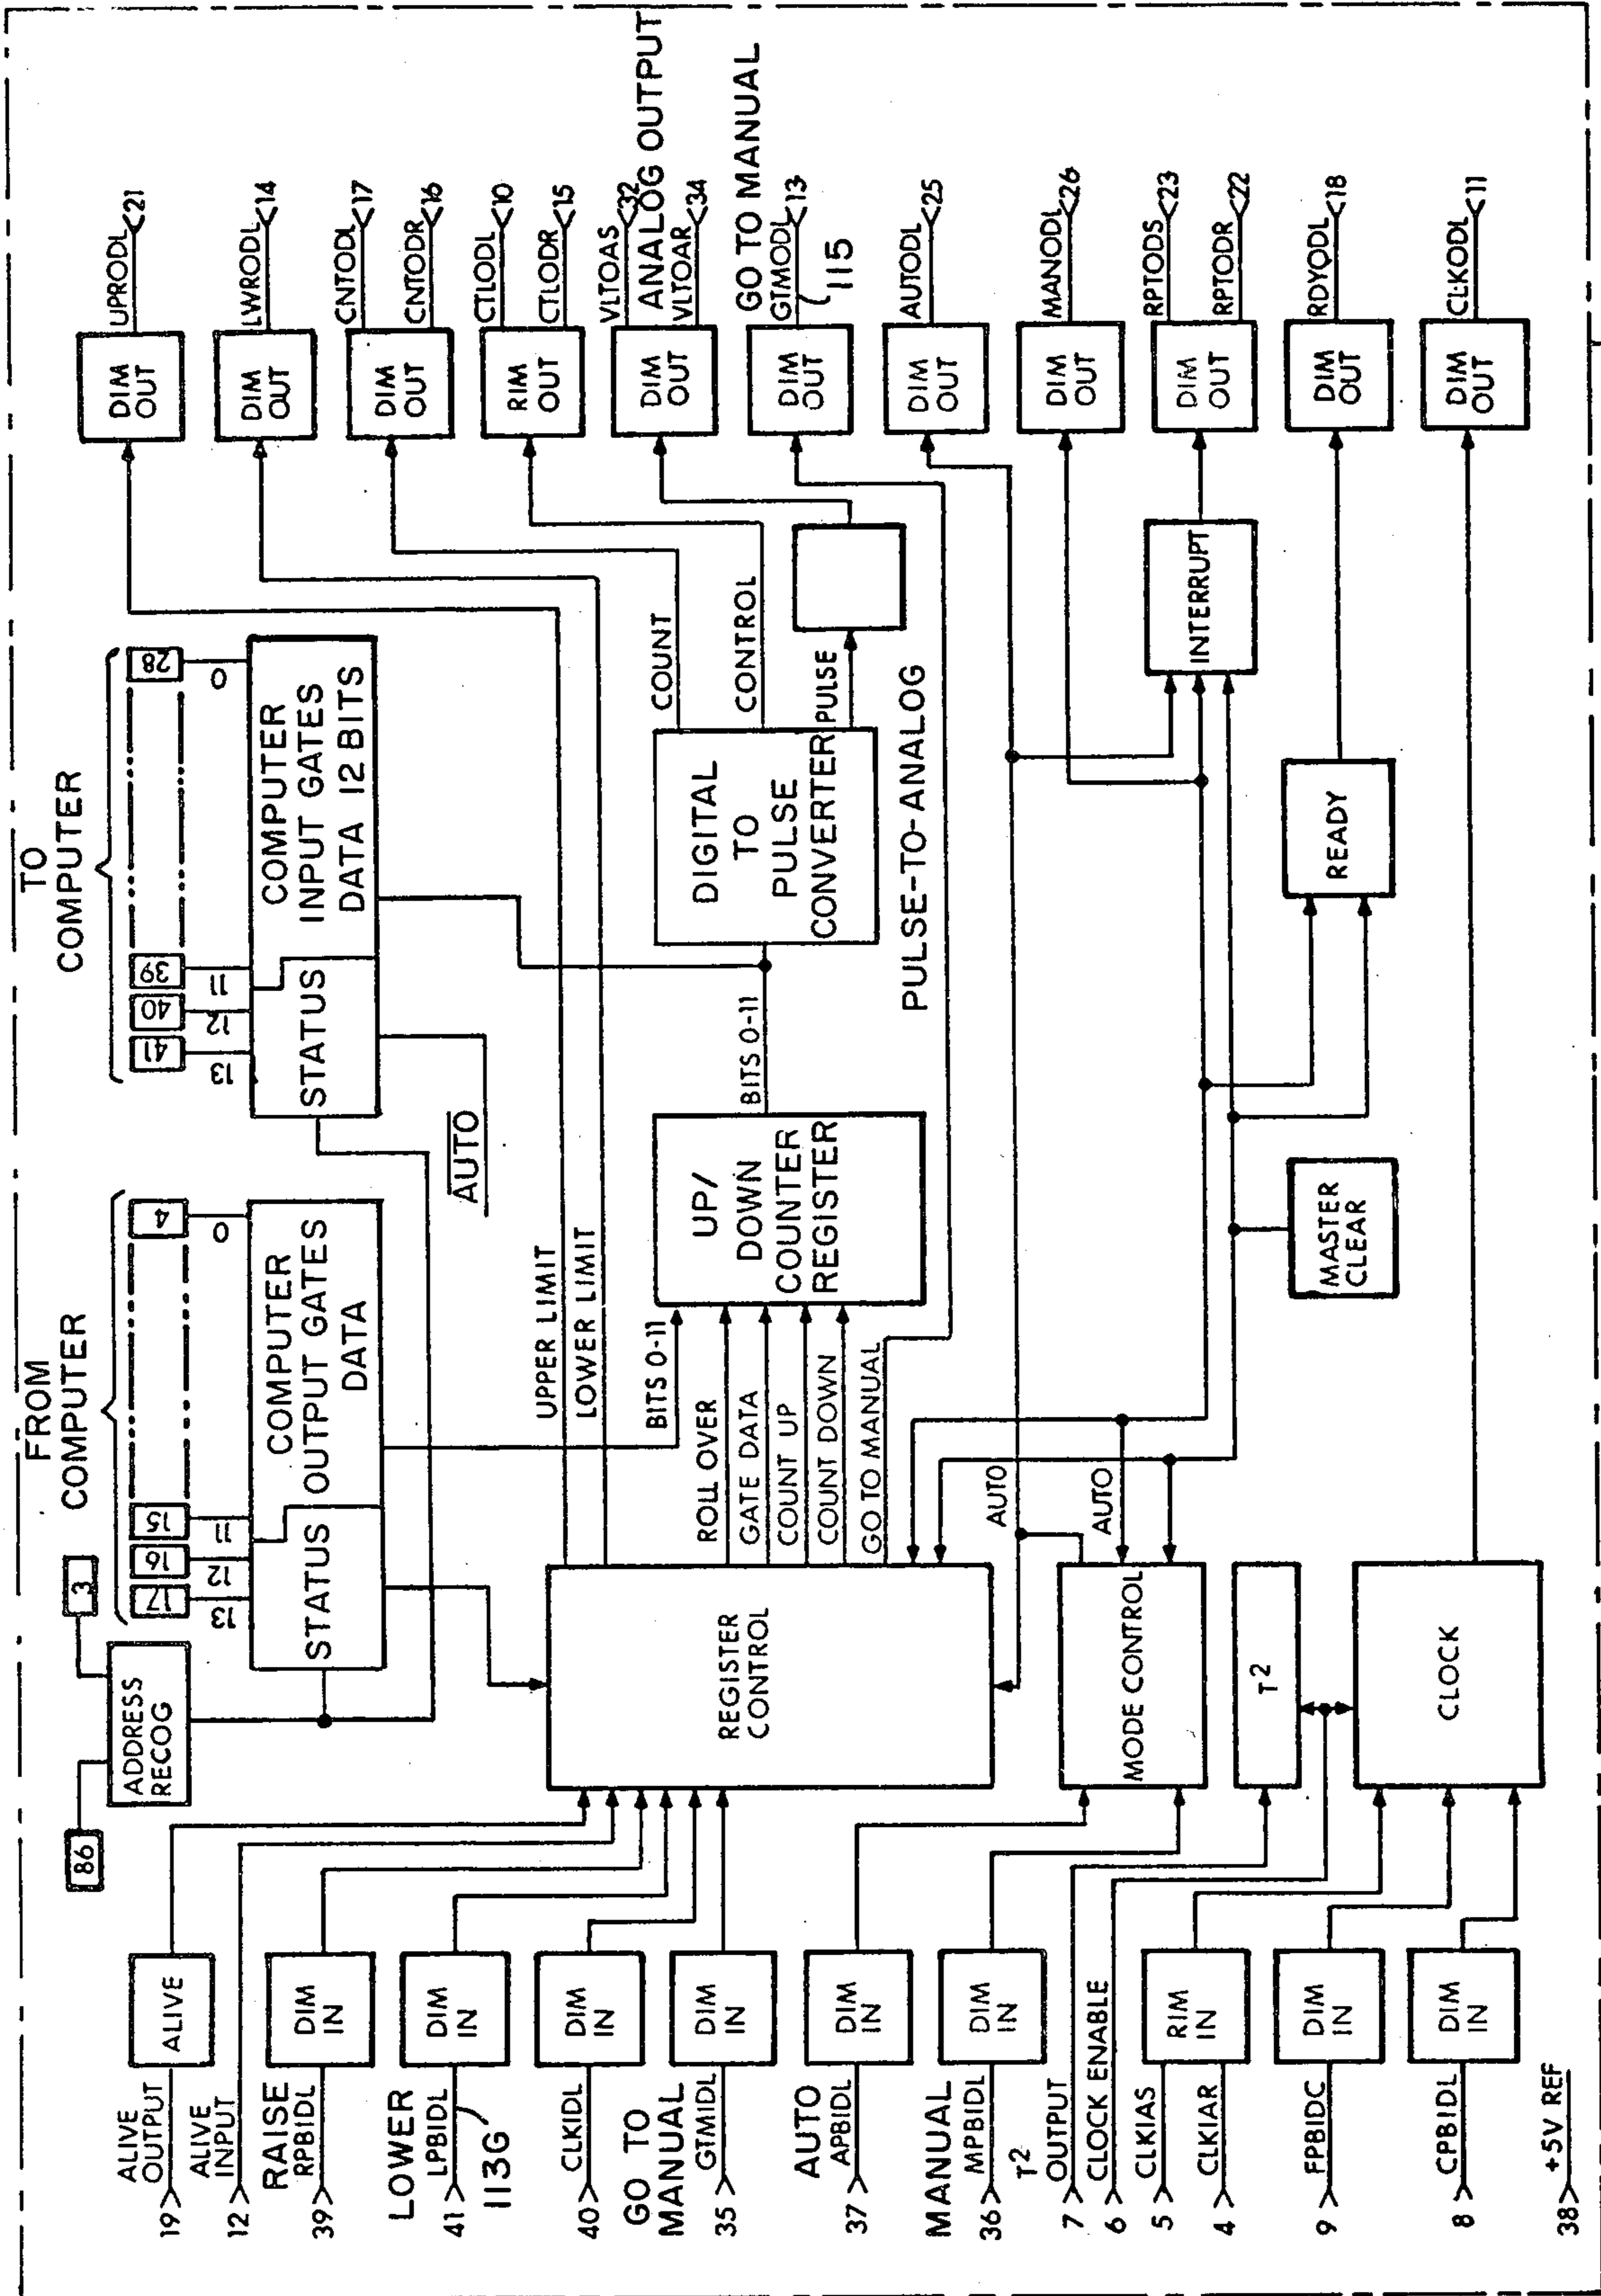 FROM
COMPUTER
TO
COMPUTER
86
3
17
16
15
4
41
40
39
28
13
12
11
0
13
12
11
0
ADDRESS
RECOG
STATUS
COMPUTER
OUTPUT GATES
DATA
STATUS
COMPUTER
INPUT GATES
DATA 12 BITS
AUTO
UPPER LIMIT
LOWER LIMIT
BITS 0-11
ROLL OVER
GATE DATA
COUNT UP
COUNT DOWN
GO TO MANUAL
UP/
DOWN
COUNTER
REGISTER
BITS 0-11
DIGITAL
TO
PULSE
CONVERTER
COUNT
CONTROL
PULSE
PULSE-TO-ANALOG
REGISTER
CONTROL
AUTO
AUTO
MODE CONTROL
T2
CLOCK
MASTER
CLEAR
READY
INTERRUPT
19
ALIVE
OUTPUT
ALIVE
12
ALIVE
INPUT
39
RAISE
RPBIDL
DIM
IN
41
LOWER
LPBIDL
113G
DIM
IN
40
CLKIDL
DIM
IN
35
GO TO
MANUAL
GTMIDL
DIM
IN
37
AUTO
APBIDL
DIM
IN
36
MANUAL
MPBIDL
DIM
IN
7
T2
OUTPUT
6
CLOCK ENABLE
5
CLKIAS
4
CLKIAR
RIM
IN
9
FPBIDC
DIM
IN
8
CPBIDL
DIM
IN
38
+5V REF
DIM
OUT
UPRODL
21
DIM
OUT
LWRODL
14
DIM
OUT
CNTODL
17
CNTODR
16
RIM
OUT
CTLODL
10
CTLODR
15
DIM
OUT
VLTOAS
32
ANALOG OUTPUT
VLTOAR
34
GO TO MANUAL
DIM
OUT
GTMODL
13
115
DIM
OUT
AUTODL
25
DIM
OUT
MANODL
26
DIM
OUT
RPTODS
23
RPTODR
22
DIM
OUT
RDYODL
18
DIM
OUT
CLKODL
11